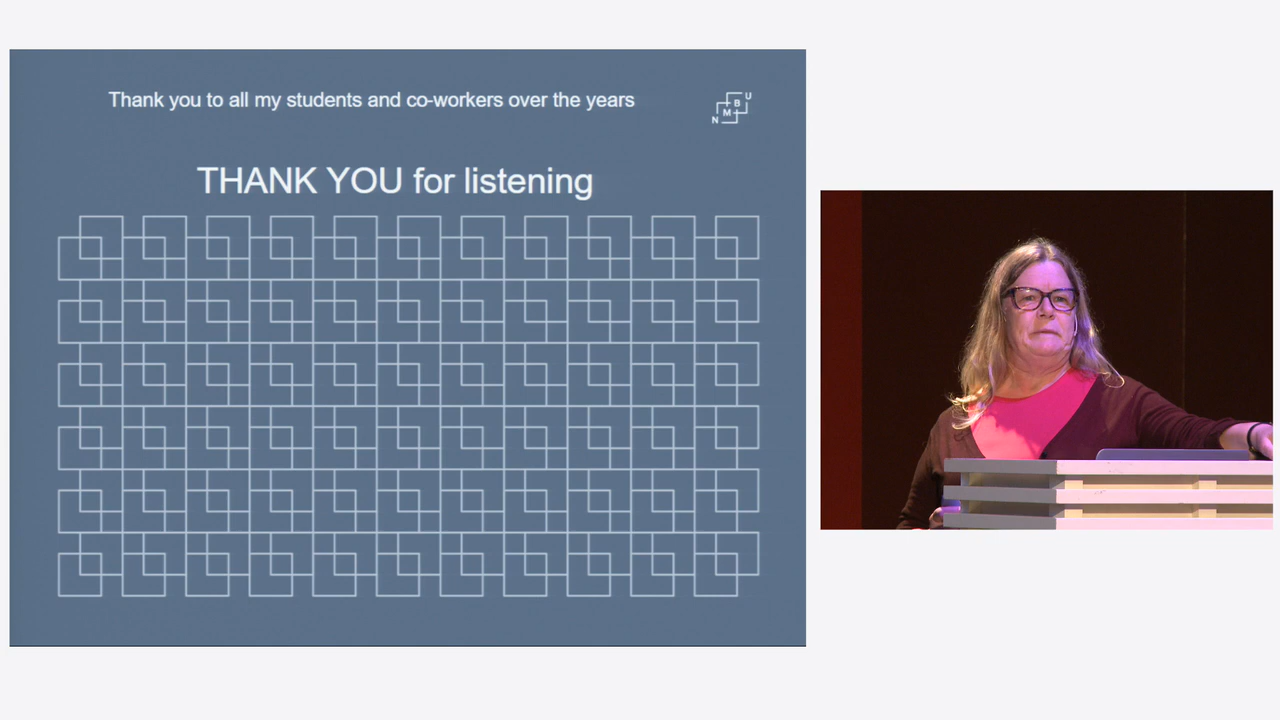 Thank you to all my students and co-workers over the years
N M B U
THANK YOU for listening